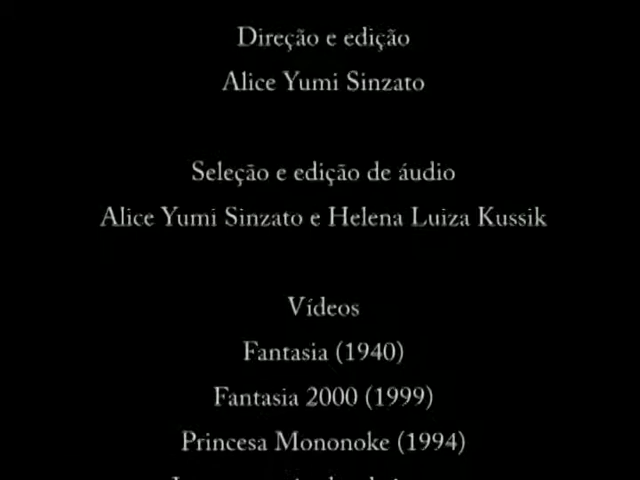 Direção e edição
Alice Yumi Sinzato
Seleção e edição de áudio
Alice Yumi Sinzato e Helena Luiza Kussik
Vídeos
Fantasia (1940)
Fantasia 2000 (1999)
Princesa Mononoke (1994)